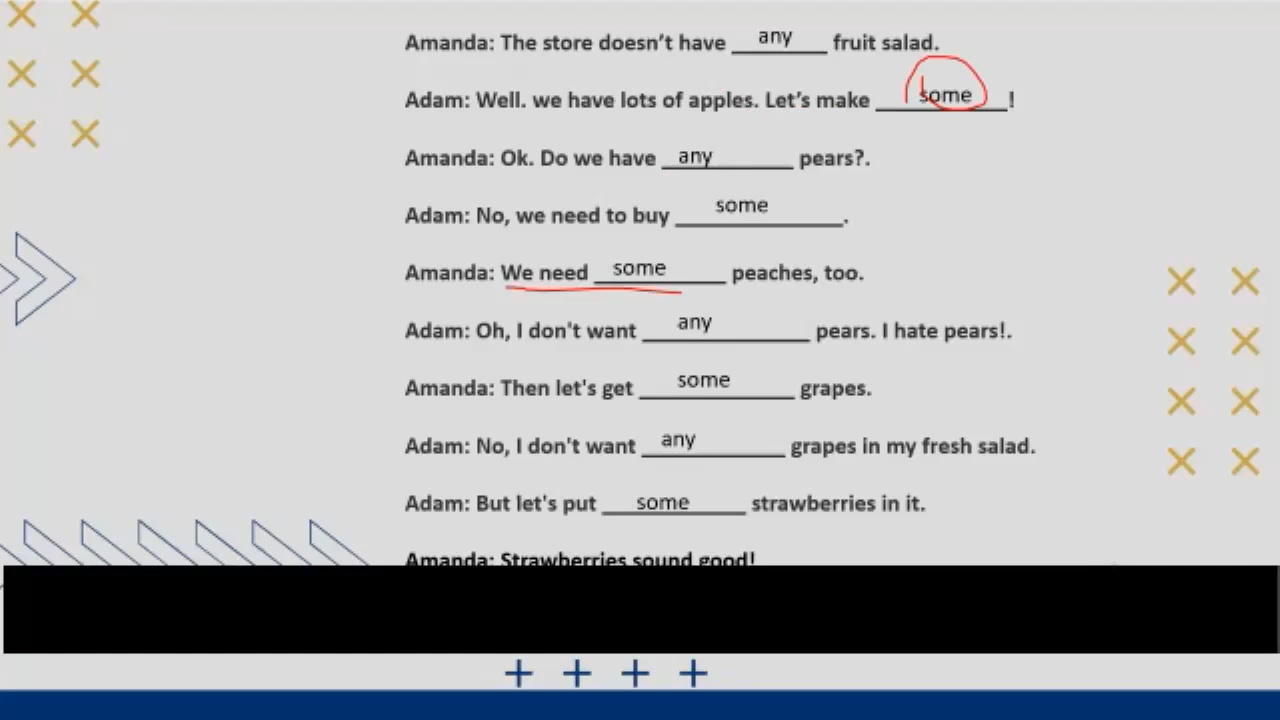 Amanda: The store doesn't have any fruit salad.
Adam: Well. we have lots of apples. Let's make some!
Amanda: Ok. Do we have any pears?.
Adam: No, we need to buy some.
Amanda: We need some peaches, too.
Adam: Oh, I don't want any pears. I hate pears!.
Amanda: Then let's get some grapes.
Adam: No, I don't want any grapes in my fresh salad.
Adam: But let's put some strawberries in it.
Amanda: Strawberries sound good!